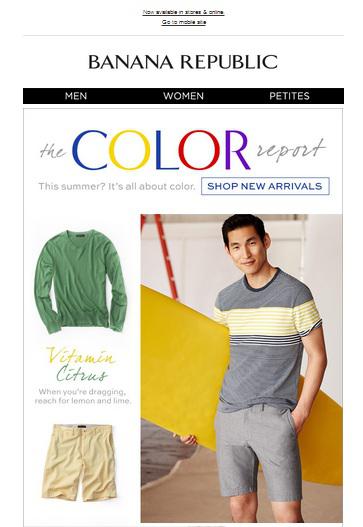 Now available in stores & online.
Go to mobile site
BANANA REPUBLIC
MEN WOMEN PETITES
the COLOR report
This summer? It's all about color. SHOP NEW ARRIVALS
Vitamin
Citrus
When you're dragging,
reach for lemon and lime.